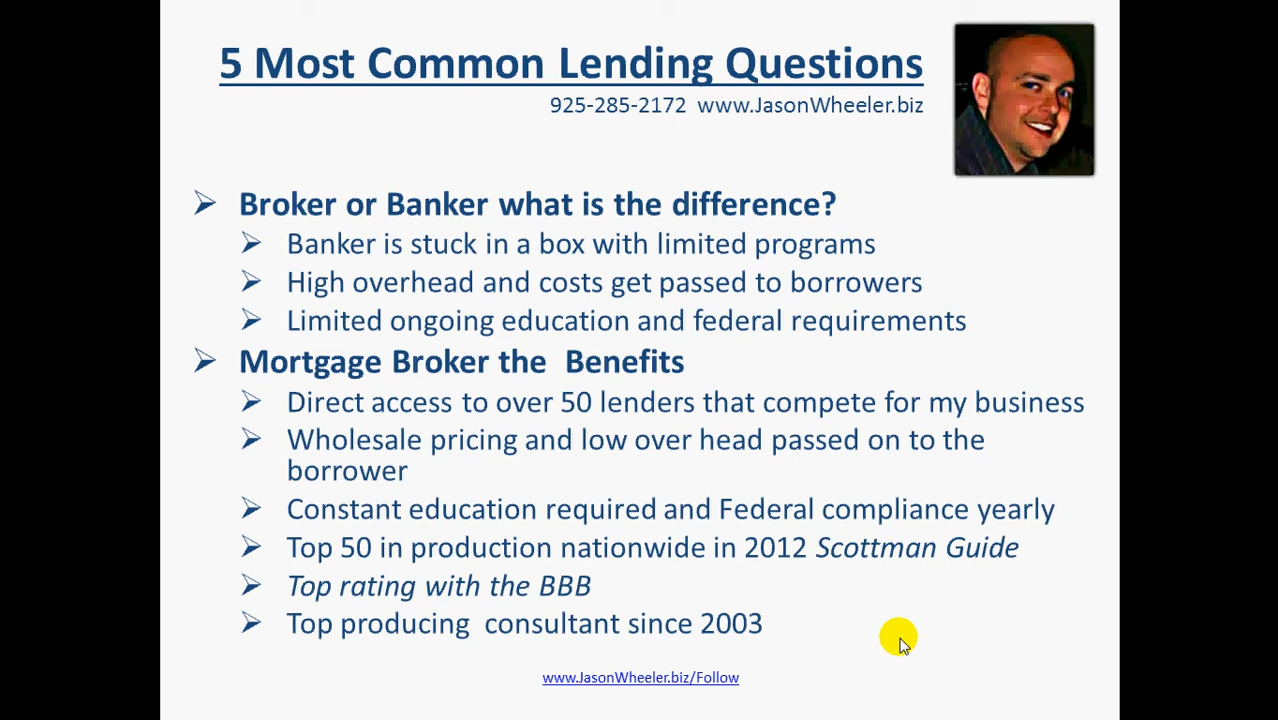 5 Most Common Lending Questions
925-285-2172 www.JasonWheeler.biz
Broker or Banker what is the difference?
Banker is stuck in a box with limited programs
High overhead and costs get passed to borrowers
Limited ongoing education and federal requirements
Mortgage Broker the Benefits
Direct access to over 50 lenders that compete for my business
Wholesale pricing and low over head passed on to the
borrower
Constant education required and Federal compliance yearly
Top 50 in production nationwide in 2012 Scottman Guide
Top rating with the BBB
Top producing consultant since 2003
www.JasonWheeler.biz/Follow